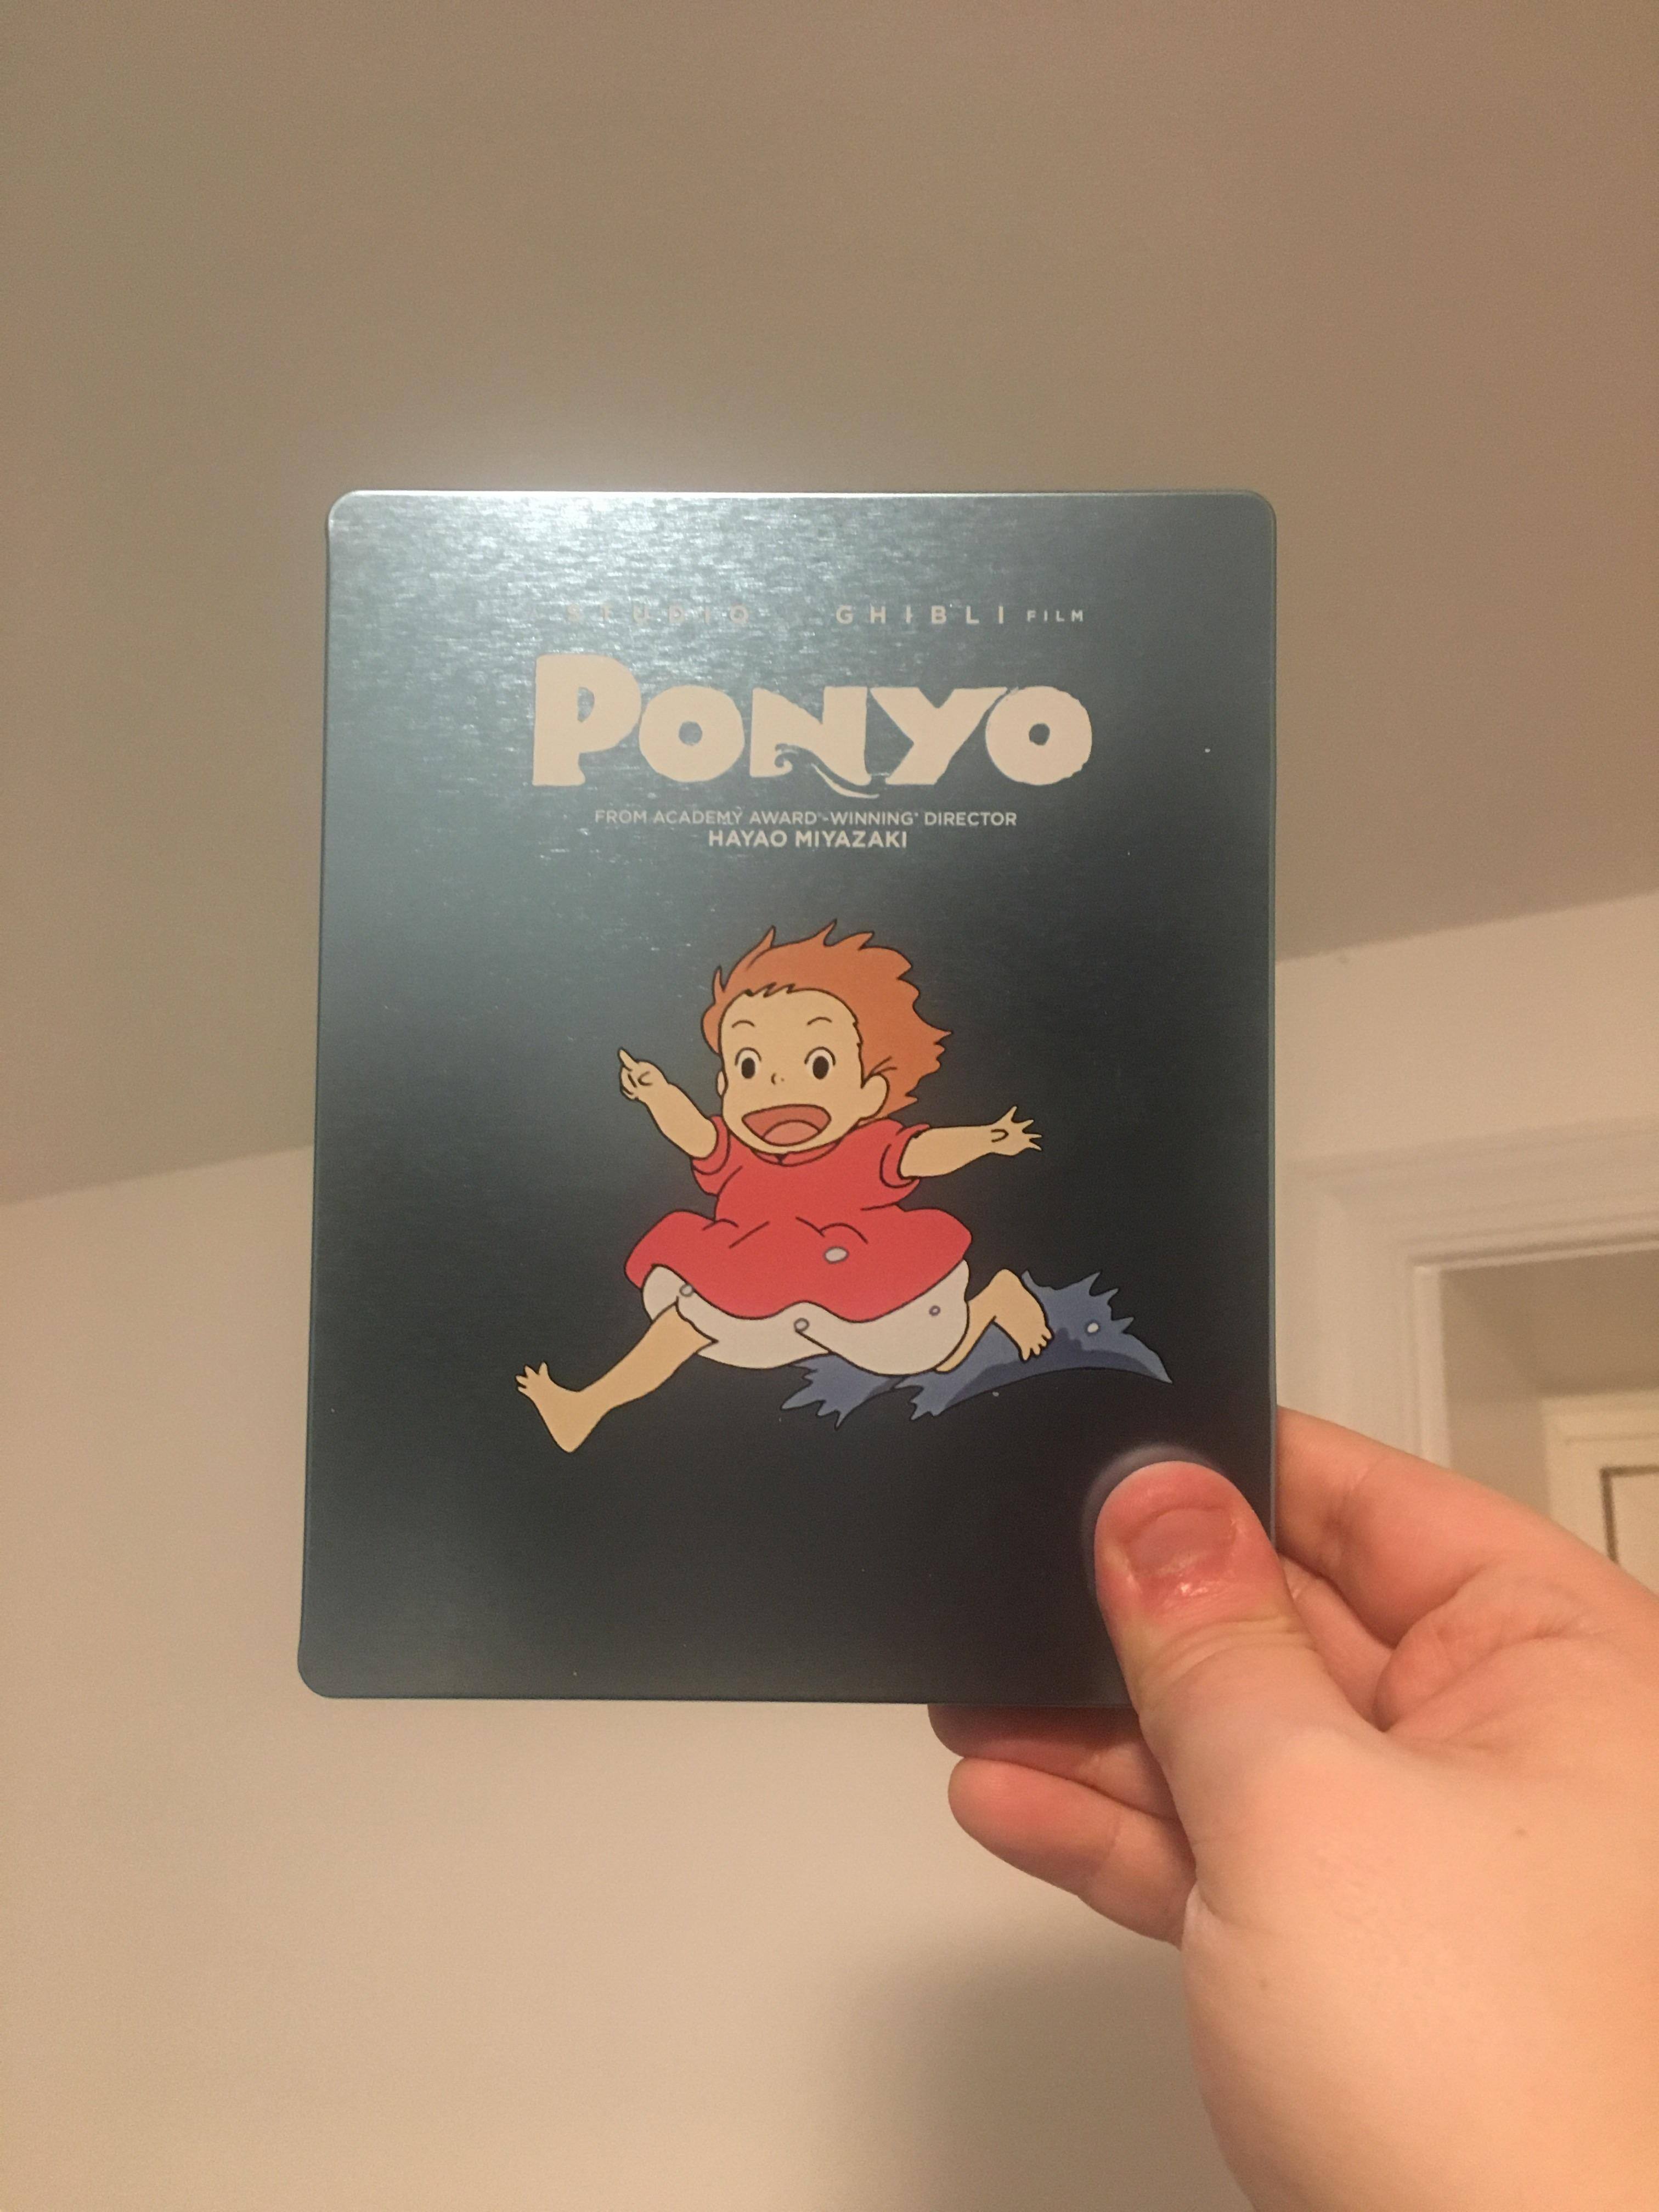 STUDIO GHIBLI FILM
PONYO
FROM ACADEMY AWARD®-WINNING* DIRECTOR
HAYAO MIYAZAKI